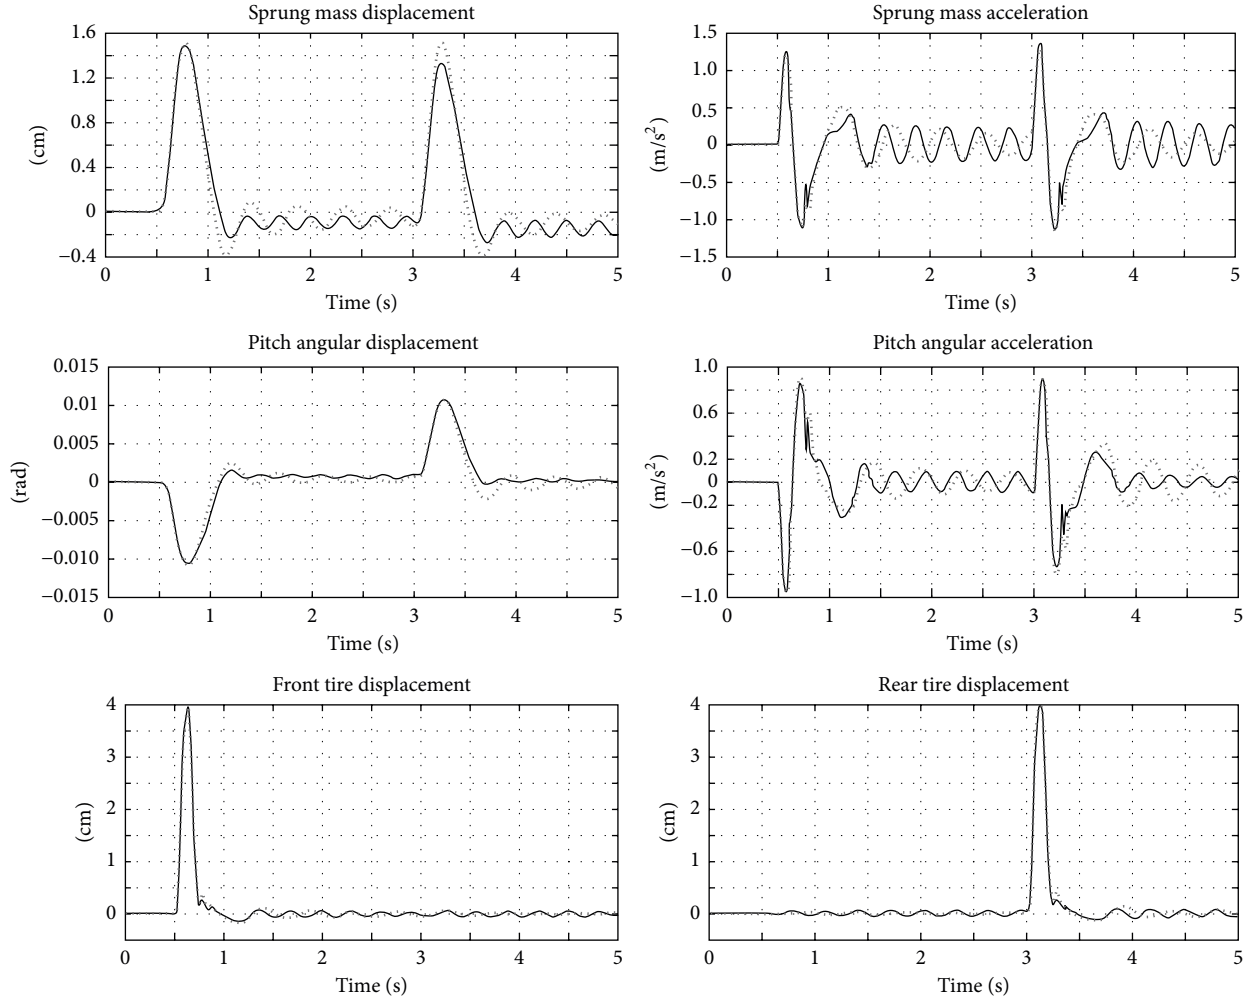 Sprung mass displacement
1.6
1.2
0.8
0.4
0
−0.4
(cm)
0 1 2 3 4 5
Time (s)
Sprung mass acceleration
1.5
1.0
0.5
0
−0.5
−1.0
−1.5
(m/s²)
0 1 2 3 4 5
Time (s)
Pitch angular displacement
0.015
0.01
0.005
0
−0.005
−0.010
−0.015
(rad)
0 1 2 3 4 5
Time (s)
Pitch angular acceleration
1.0
0.6
0.2
−0.2
−0.6
−1.0
(m/s²)
0 1 2 3 4 5
Time (s)
Front tire displacement
4
3
2
1
0
(cm)
0 1 2 3 4 5
Time (s)
Rear tire displacement
4
3
2
1
0
(cm)
0 1 2 3 4 5
Time (s)